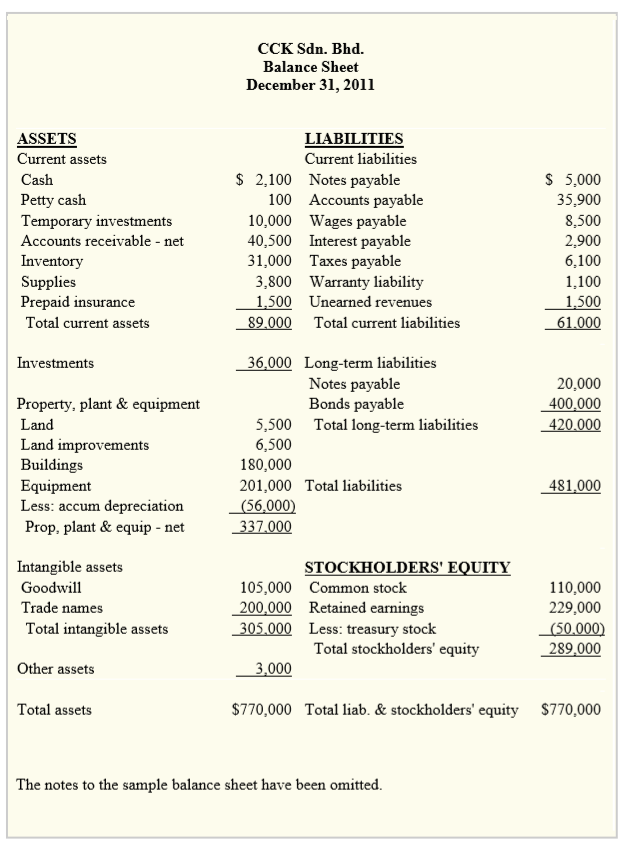 CCK Sdn. Bhd.
Balance Sheet
December 31, 2011
ASSETS LIABILITIES
Current assets Current liabilities
Cash $ 2,100 Notes payable $ 5,000
Petty cash 100 Accounts payable 35,900
Temporary investments 10,000 Wages payable 8,500
Accounts receivable - net 40,500 Interest payable 2,900
Inventory 31,000 Taxes payable 6,100
Supplies 3,800 Warranty liability 1,100
Prepaid insurance 1,500 Unearned revenues 1,500
Total current assets 89,000 Total current liabilities 61,000
Investments 36,000 Long-term liabilities
Notes payable 20,000
Property, plant & equipment Bonds payable 400,000
Land 5,500 Total long-term liabilities 420,000
Land improvements 6,500
Buildings 180,000
Equipment 201,000 Total liabilities 481,000
Less: accum depreciation (56,000)
Prop, plant & equip - net 337,000
Intangible assets STOCKHOLDERS' EQUITY
Goodwill 105,000 Common stock 110,000
Trade names 200,000 Retained earnings 229,000
Total intangible assets 305,000 Less: treasury stock (50,000)
Total stockholders' equity 289,000
Other assets 3,000
Total assets $770,000 Total liab. & stockholders' equity $770,000
The notes to the sample balance sheet have been omitted.